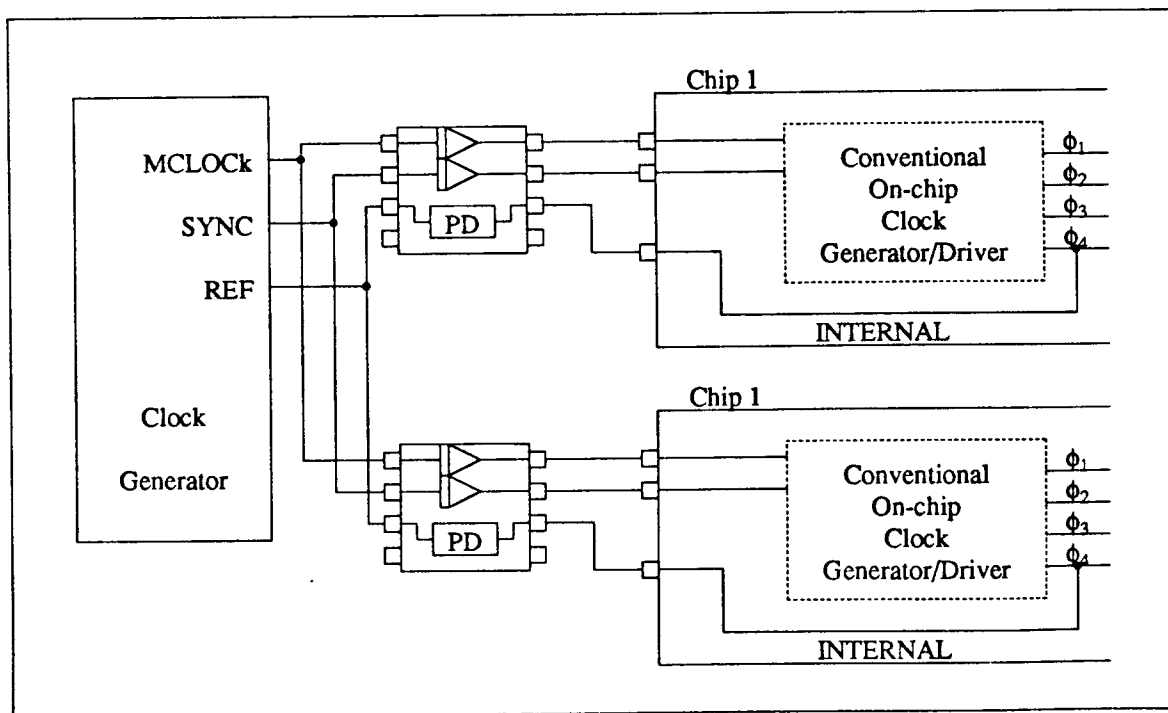 Chip 1
MCLOCk
SYNC
REF
Clock
Generator
PD
Conventional
On-chip
Clock
Generator/Driver
ϕ1
ϕ2
ϕ3
ϕ4
INTERNAL
Chip 1
PD
Conventional
On-chip
Clock
Generator/Driver
ϕ1
ϕ2
ϕ3
ϕ4
INTERNAL